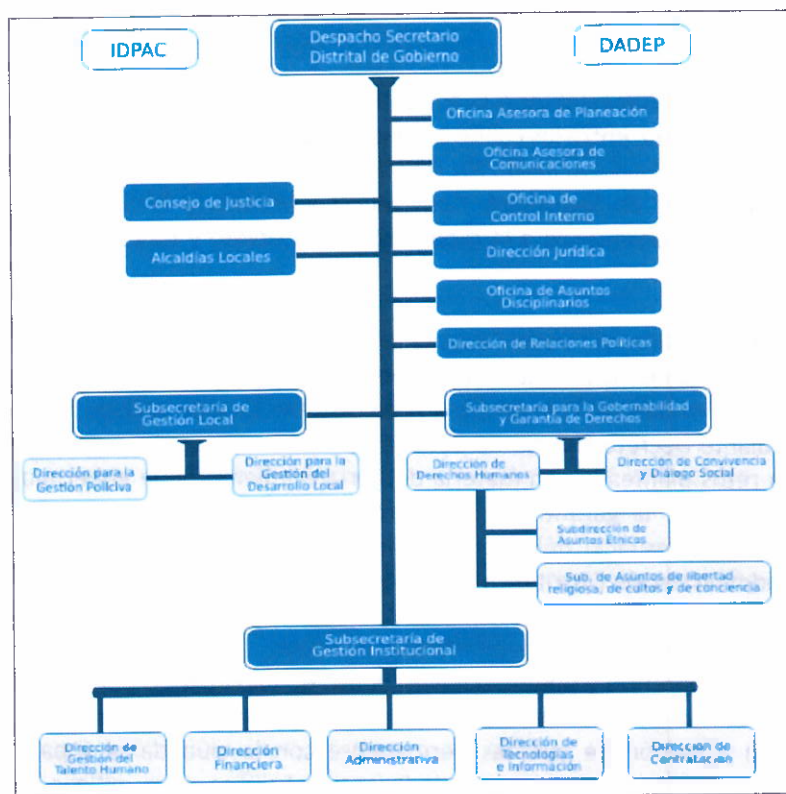 IDPAC
Despacho Secretario
Distrital de Gobierno
DADEP
Oficina Asesora de Planeación
Oficina Asesora de
Comunicaciones
Consejo de Justicia
Oficina de
Control Interno
Alcaldías Locales
Dirección Jurídica
Oficina de Asuntos
Disciplinarios
Dirección de Relaciones Políticas
Subsecretaría de
Gestión Local
Subsecretaría para la Gobernabilidad
y Garantía de Derechos
Dirección para la
Gestión Policiva
Dirección para la
Gestión del
Desarrollo Local
Dirección de
Derechos Humanos
Dirección de Convivencia
y Diálogo Social
Subdirección de
Asuntos Étnicos
Sub. de Asuntos de libertad
religiosa, de cultos y de conciencia
Subsecretaría de
Gestión Institucional
Dirección de
Gestión del
Talento Humano
Dirección
Financiera
Dirección
Administrativa
Dirección de
Tecnologías
e Información
Dirección de
Contratación